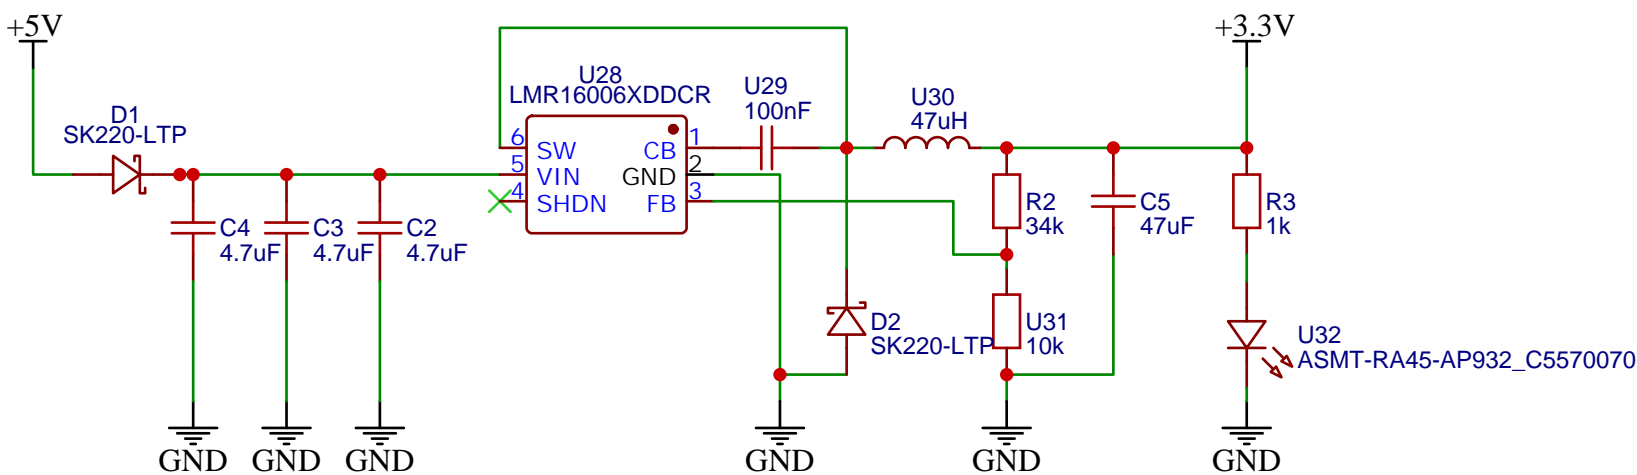 +5V
+3.3V
D1
SK220-LTP
U28
LMR16006XDDCR
U29
100nF
U30
47uH
6
SW
CB
1
5
VIN
GND
2
4
SHDN
FB
3
C4
4.7uF
C3
4.7uF
C2
4.7uF
R2
34k
C5
47uF
R3
1k
D2
SK220-LTP
U31
10k
U32
ASMT-RA45-AP932_C5570070
GND
GND
GND
GND
GND
GND